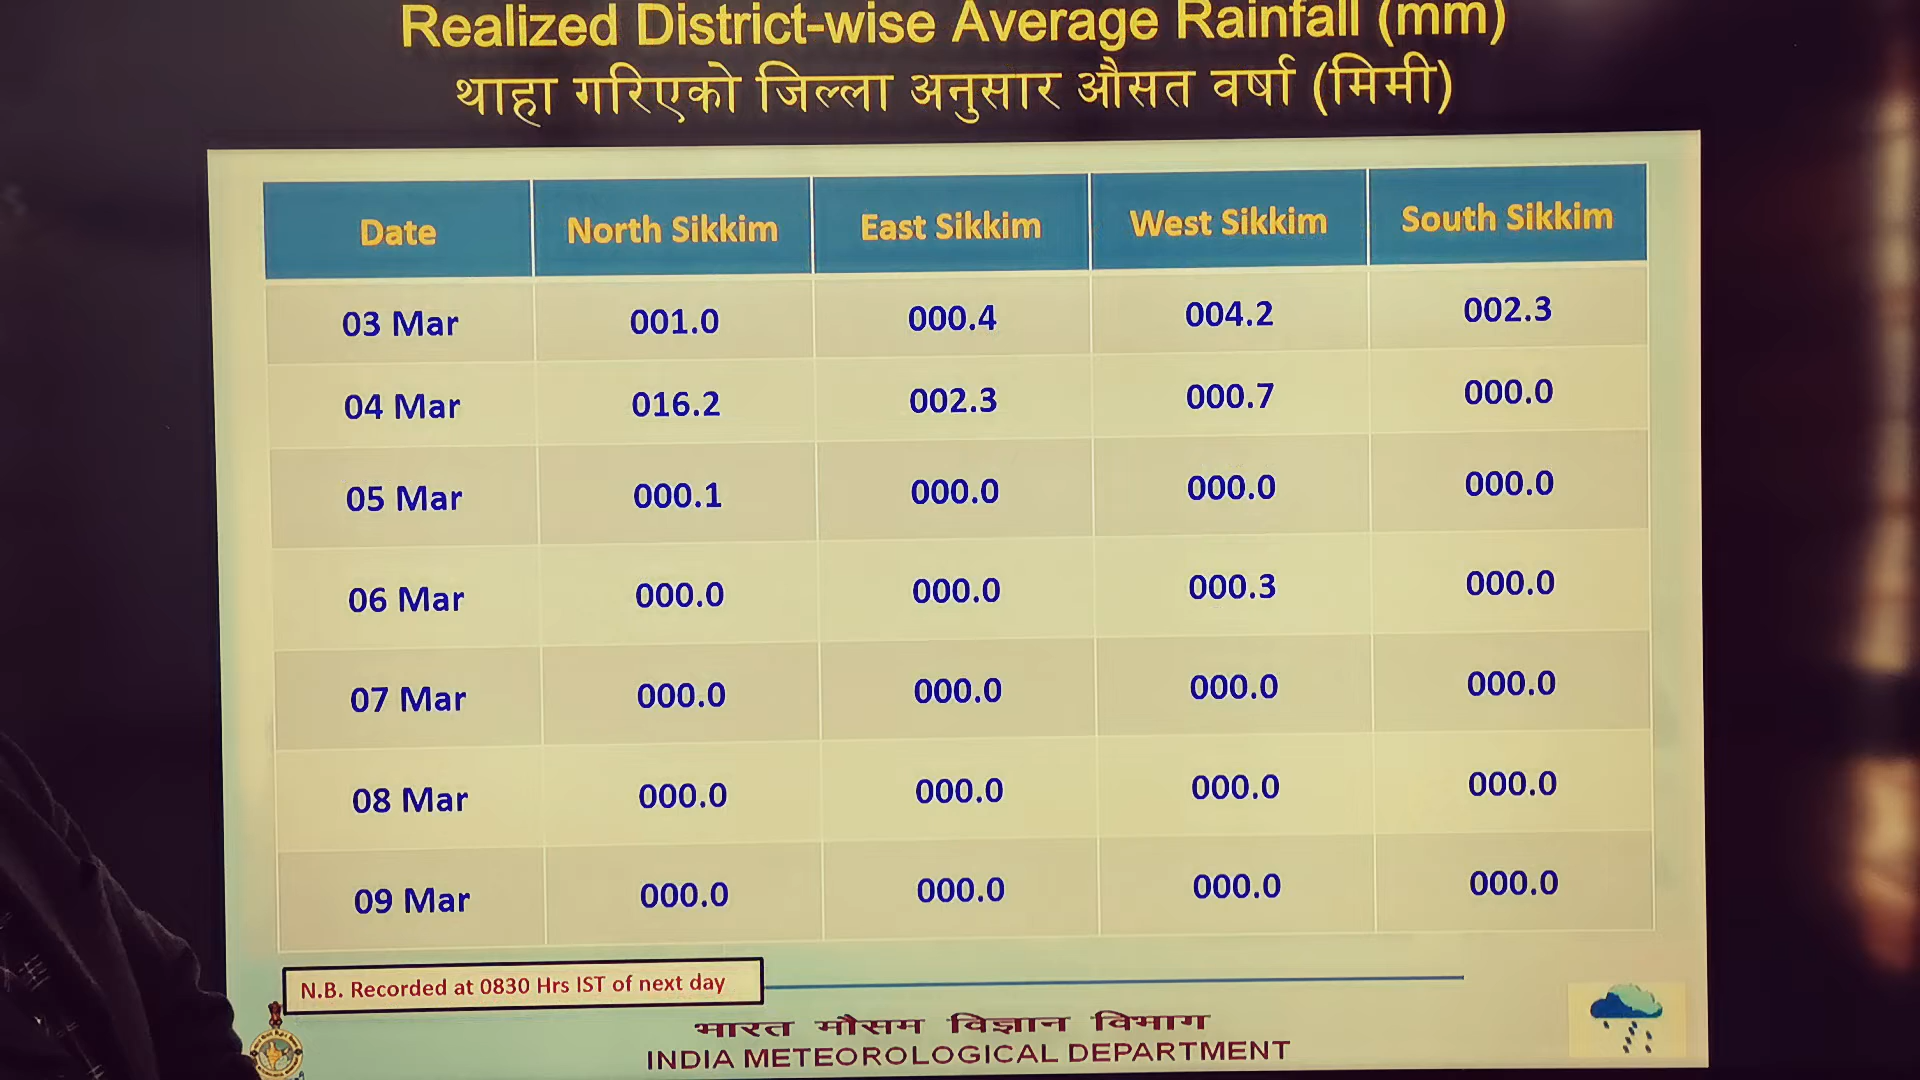 Realized District-wise Average Rainfall (mm)
थाहा गरिएको जिल्ला अनुसार औसत वर्षा (मिमी)
Date North Sikkim East Sikkim West Sikkim South Sikkim
03 Mar 001.0 000.4 004.2 002.3
04 Mar 016.2 002.3 000.7 000.0
05 Mar 000.1 000.0 000.0 000.0
06 Mar 000.0 000.0 000.3 000.0
07 Mar 000.0 000.0 000.0 000.0
08 Mar 000.0 000.0 000.0 000.0
09 Mar 000.0 000.0 000.0 000.0
N.B. Recorded at 0830 Hrs IST of next day
भारत मौसम विज्ञान विभाग
INDIA METEOROLOGICAL DEPARTMENT